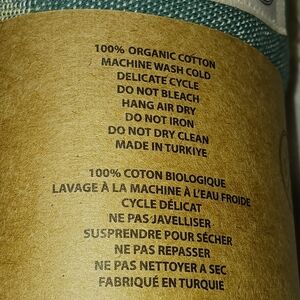 100% ORGANIC COTTON
MACHINE WASH COLD
DELICATE CYCLE
DO NOT BLEACH
HANG AIR DRY
DO NOT IRON
DO NOT DRY CLEAN
MADE IN TURKIYE
100% COTON BIOLOGIQUE
LAVAGE À LA MACHINE À L'EAU FROIDE
CYCLE DÉLICAT
NE PAS JAVELLISER
SUSPRENDRE POUR SÉCHER
NE PAS REPASSER
NE PAS NETTOYER A SEC
FABRIQUÉ EN TURQUIE